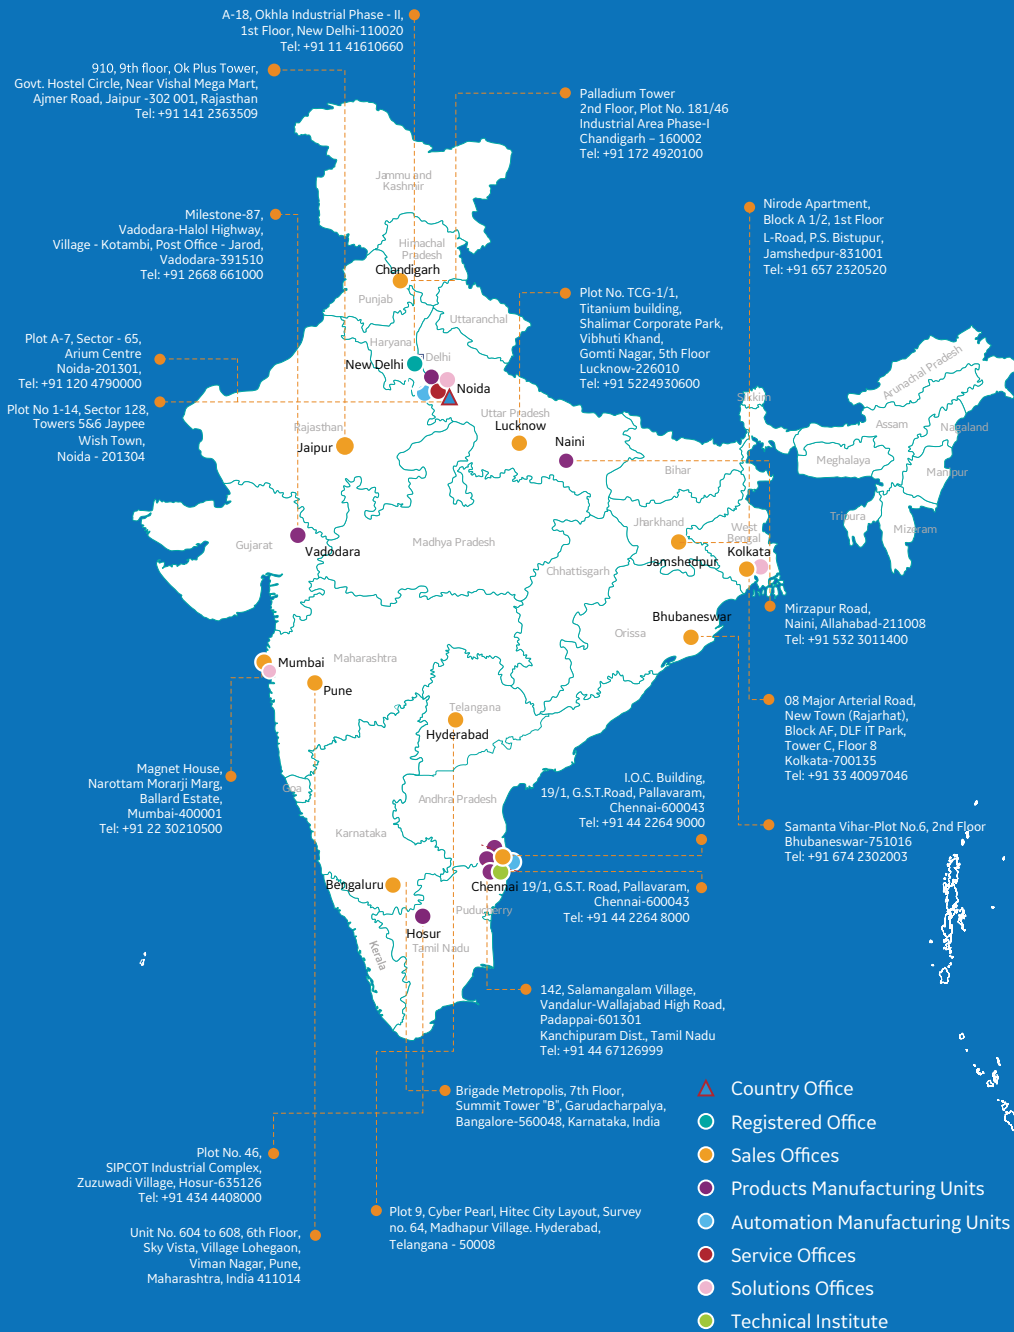 A-18, Okhla Industrial Phase - II,
1st Floor, New Delhi-110020
Tel: +91 11 41610660
910, 9th floor, Ok Plus Tower,
Govt. Hostel Circle, Near Vishal Mega Mart,
Ajmer Road, Jaipur -302 001, Rajasthan
Tel: +91 141 2363509
Palladium Tower
2nd Floor, Plot No. 181/46
Industrial Area Phase-I
Chandigarh – 160002
Tel: +91 172 4920100
Milestone-87,
Vadodara-Halol Highway,
Village - Kotambi, Post Office - Jarod,
Vadodara-391510
Tel: +91 2668 661000
Nirode Apartment,
Block A 1/2, 1st Floor
L-Road, P.S. Bistupur,
Jamshedpur-831001
Tel: +91 657 2320520
Plot No. TCG-1/1,
Titanium building,
Shalimar Corporate Park,
Vibhuti Khand,
Gomti Nagar, 5th Floor
Lucknow-226010
Tel: +91 5224930600
Plot A-7, Sector - 65,
Arium Centre
Noida-201301,
Tel: +91 120 4790000
Plot No 1-14, Sector 128,
Towers 5&6 Jaypee
Wish Town,
Noida - 201304
Jammu and
Kashmir
Himachal
Pradesh
Chandigarh
Punjab
Uttaranchal
Haryana
Delhi
New Delhi
Noida
Uttar Pradesh
Lucknow
Naini
Rajasthan
Jaipur
Sikkim
Arunachal Pradesh
Assam
Nagaland
Meghalaya
Manipur
Tripura
Mizeram
Bihar
Jharkhand
West
Bengal
Kolkata
Jamshedpur
Gujarat
Vadodara
Madhya Pradesh
Chhattisgarh
Bhubaneswar
Orissa
Mumbai
Maharashtra
Pune
Telangana
Hyderabad
Goa
Andhra Pradesh
Karnataka
Bengaluru
Chennai
Puducherry
Hosur
Tamil Nadu
Kerala
Mirzapur Road,
Naini, Allahabad-211008
Tel: +91 532 3011400
08 Major Arterial Road,
New Town (Rajarhat),
Block AF, DLF IT Park,
Tower C, Floor 8
Kolkata-700135
Tel: +91 33 40097046
Magnet House,
Narottam Morarji Marg,
Ballard Estate,
Mumbai-400001
Tel: +91 22 30210500
I.O.C. Building,
19/1, G.S.T.Road, Pallavaram,
Chennai-600043
Tel: +91 44 2264 9000
Samanta Vihar-Plot No.6, 2nd Floor
Bhubaneswar-751016
Tel: +91 674 2302003
19/1, G.S.T. Road, Pallavaram,
Chennai-600043
Tel: +91 44 2264 8000
142, Salamangalam Village,
Vandalur-Wallajabad High Road,
Padappai-601301
Kanchipuram Dist., Tamil Nadu
Tel: +91 44 67126999
Brigade Metropolis, 7th Floor,
Summit Tower "B", Garudacharpalya,
Bangalore-560048, Karnataka, India
Plot No. 46,
SIPCOT Industrial Complex,
Zuzuwadi Village, Hosur-635126
Tel: +91 434 4408000
Plot 9, Cyber Pearl, Hitec City Layout, Survey
no. 64, Madhapur Village. Hyderabad,
Telangana - 50008
Unit No. 604 to 608, 6th Floor,
Sky Vista, Village Lohegaon,
Viman Nagar, Pune,
Maharashtra, India 411014
Country Office
Registered Office
Sales Offices
Products Manufacturing Units
Automation Manufacturing Units
Service Offices
Solutions Offices
Technical Institute